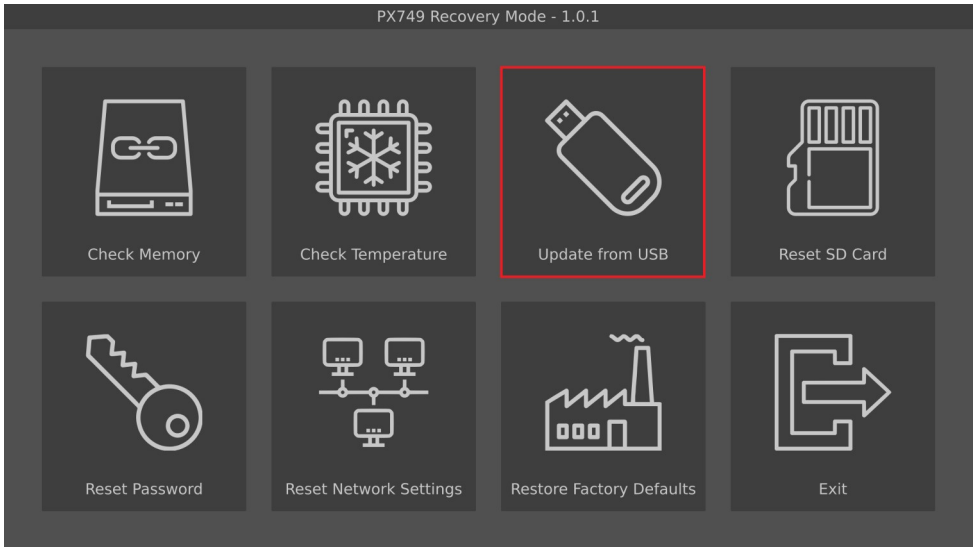 PX749 Recovery Mode - 1.0.1
Check Memory
Check Temperature
Update from USB
Reset SD Card
Reset Password
Reset Network Settings
Restore Factory Defaults
Exit